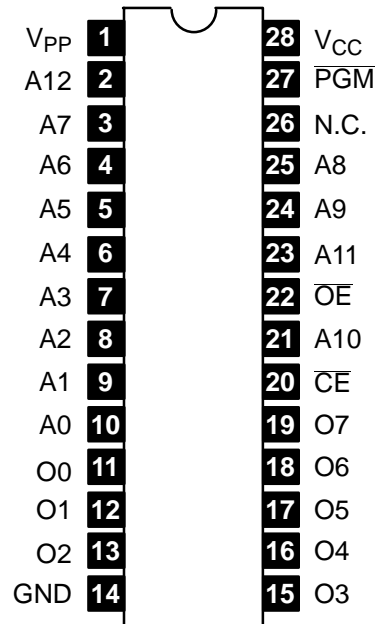 VPP 1 28 VCC
A12 2 27 PGM
A7 3 26 N.C.
A6 4 25 A8
A5 5 24 A9
A4 6 23 A11
A3 7 22 OE
A2 8 21 A10
A1 9 20 CE
A0 10 19 O7
O0 11 18 O6
O1 12 17 O5
O2 13 16 O4
GND 14 15 O3